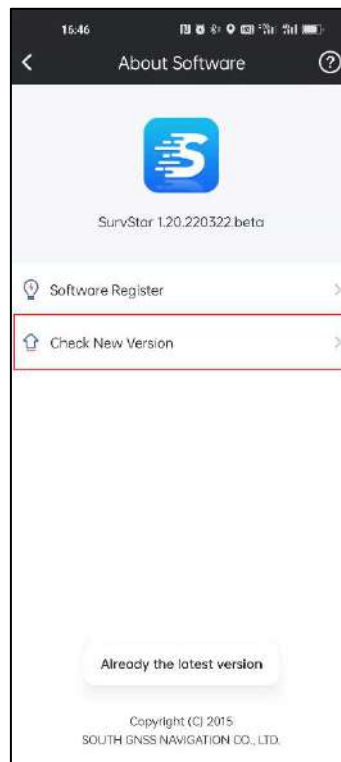 16:46
About Software
SurvStar 1.20.220322.beta
Software Register
Check New Version
Already the latest version
Copyright (C) 2015
SOUTH GNSS NAVIGATION CO., LTD.